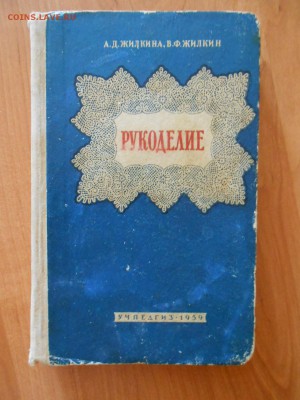 COINS.LAVE.RU
А.Д.ЖИЛКИНА, В.Ф.ЖИЛКИН
РУКОДЕЛИЕ
УЧПЕДГИЗ·1959